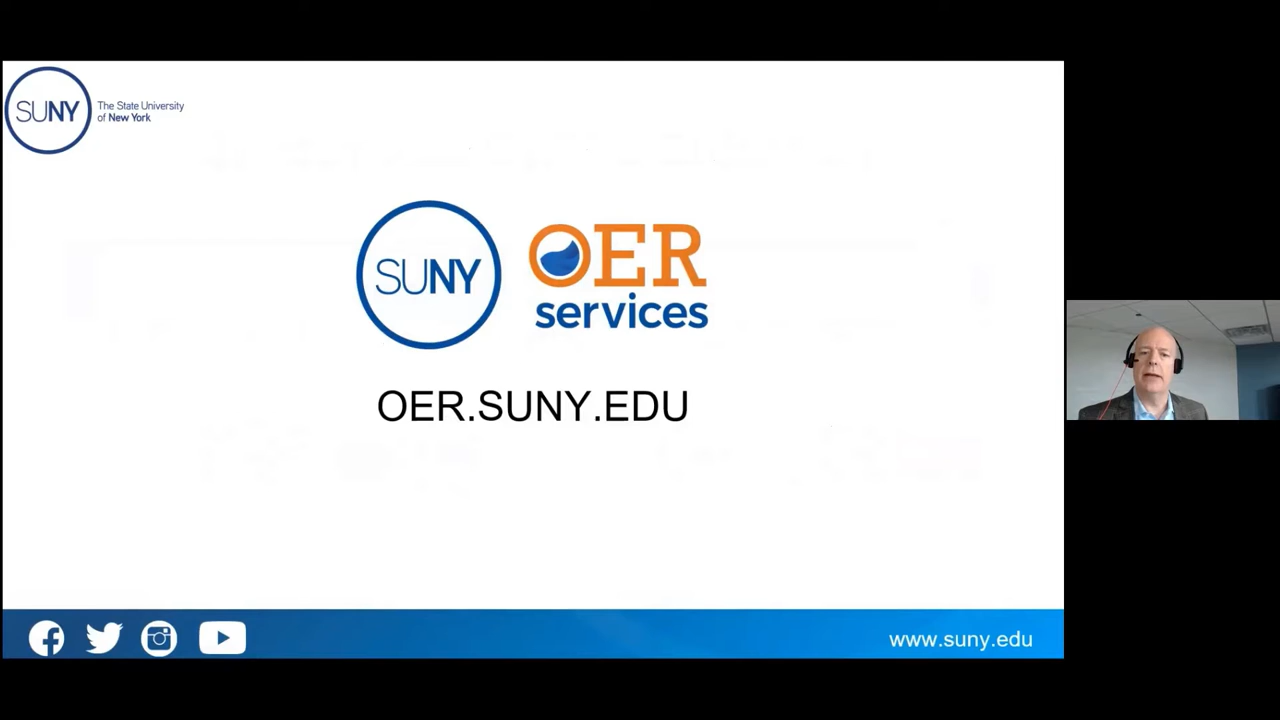 SUNY
The State University
of New York
SUNY
OER
services
OER.SUNY.EDU
www.suny.edu